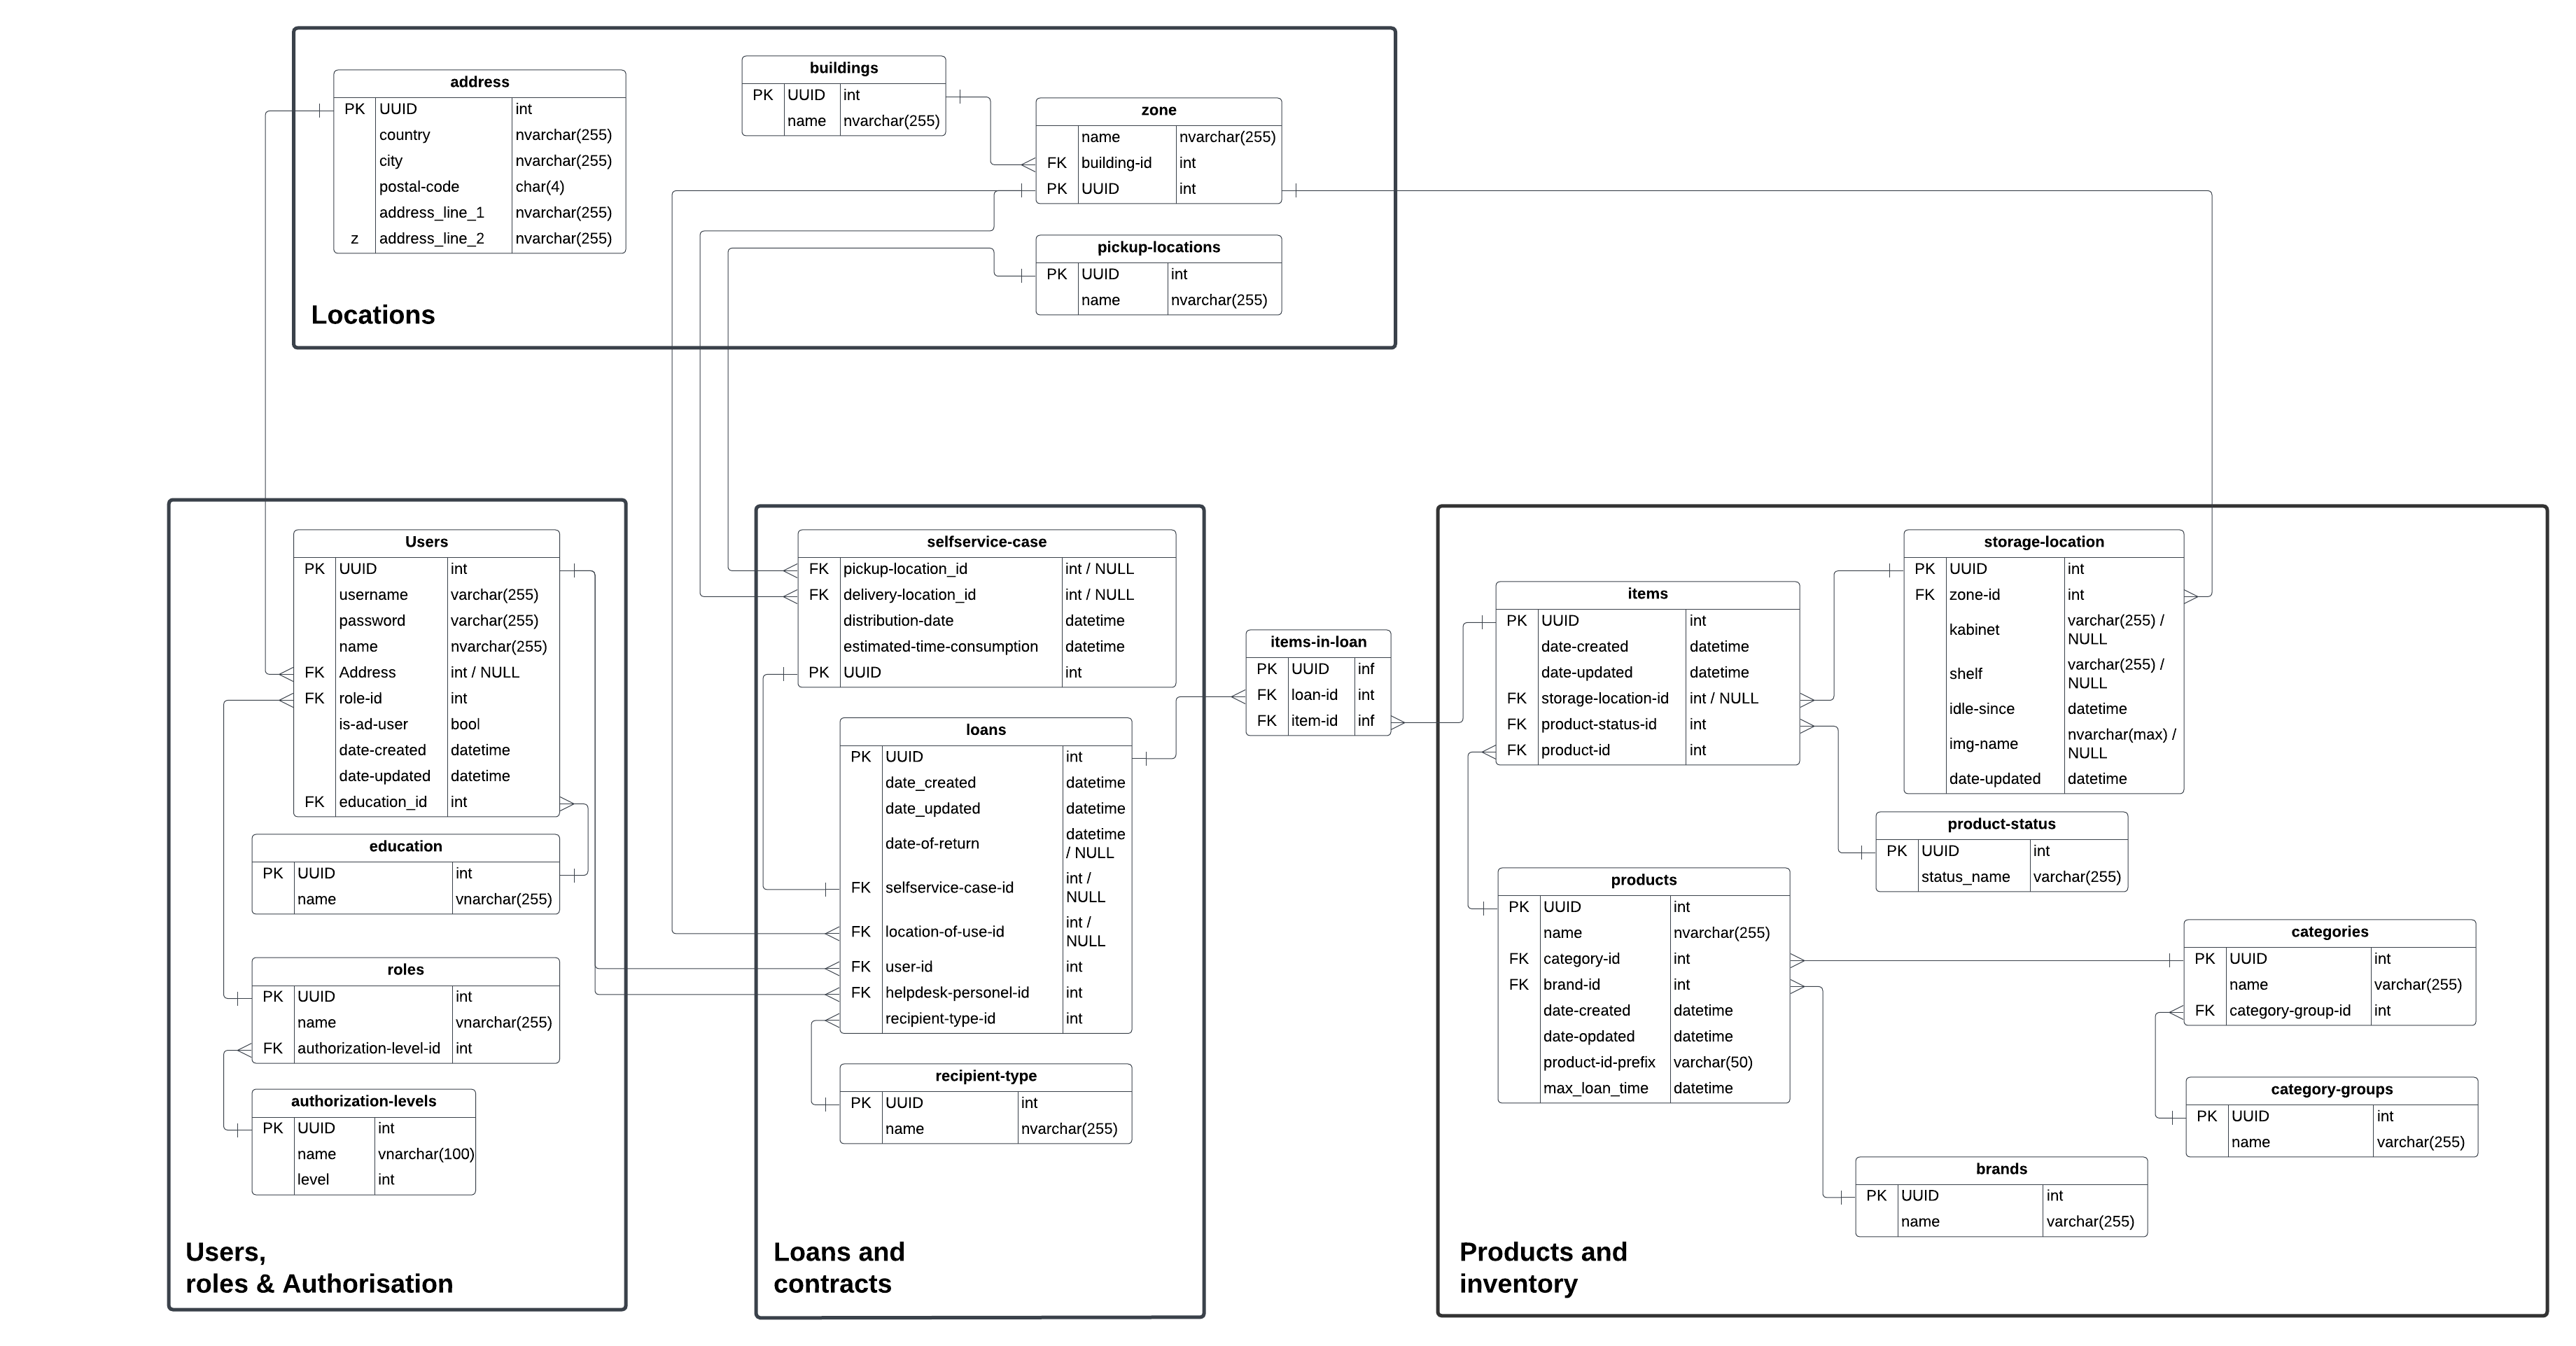 address
PK UUID int
country nvarchar(255)
city nvarchar(255)
postal-code char(4)
address_line_1 nvarchar(255)
z address_line_2 nvarchar(255)
buildings
PK UUID int
name nvarchar(255)
zone
name nvarchar(255)
FK building-id int
PK UUID int
pickup-locations
PK UUID int
name nvarchar(255)
Locations
Users
PK UUID int
username varchar(255)
password varchar(255)
name nvarchar(255)
FK Address int / NULL
FK role-id int
is-ad-user bool
date-created datetime
date-updated datetime
FK education_id int
education
PK UUID int
name vnarchar(255)
roles
PK UUID int
name vnarchar(255)
FK authorization-level-id int
authorization-levels
PK UUID int
name vnarchar(100)
level int
Users,
roles & Authorisation
selfservice-case
FK pickup-location_id int / NULL
FK delivery-location_id int / NULL
distribution-date datetime
estimated-time-consumption datetime
PK UUID int
loans
PK UUID int
date_created datetime
date_updated datetime
date-of-return datetime
/ NULL
FK selfservice-case-id int /
NULL
FK location-of-use-id int /
NULL
FK user-id int
FK helpdesk-personel-id int
FK recipient-type-id int
recipient-type
PK UUID int
name nvarchar(255)
Loans and
contracts
items-in-loan
PK UUID inf
FK loan-id int
FK item-id inf
items
PK UUID int
date-created datetime
date-updated datetime
FK storage-location-id int / NULL
FK product-status-id int
FK product-id int
storage-location
PK UUID int
FK zone-id int
kabinet varchar(255) /
NULL
shelf varchar(255) /
NULL
idle-since datetime
img-name nvarchar(max) /
NULL
date-updated datetime
product-status
PK UUID int
status_name varchar(255)
products
PK UUID int
name nvarchar(255)
FK category-id int
FK brand-id int
date-created datetime
date-opdated datetime
product-id-prefix varchar(50)
max_loan_time datetime
categories
PK UUID int
name varchar(255)
FK category-group-id int
category-groups
PK UUID int
name varchar(255)
brands
PK UUID int
name varchar(255)
Products and
inventory